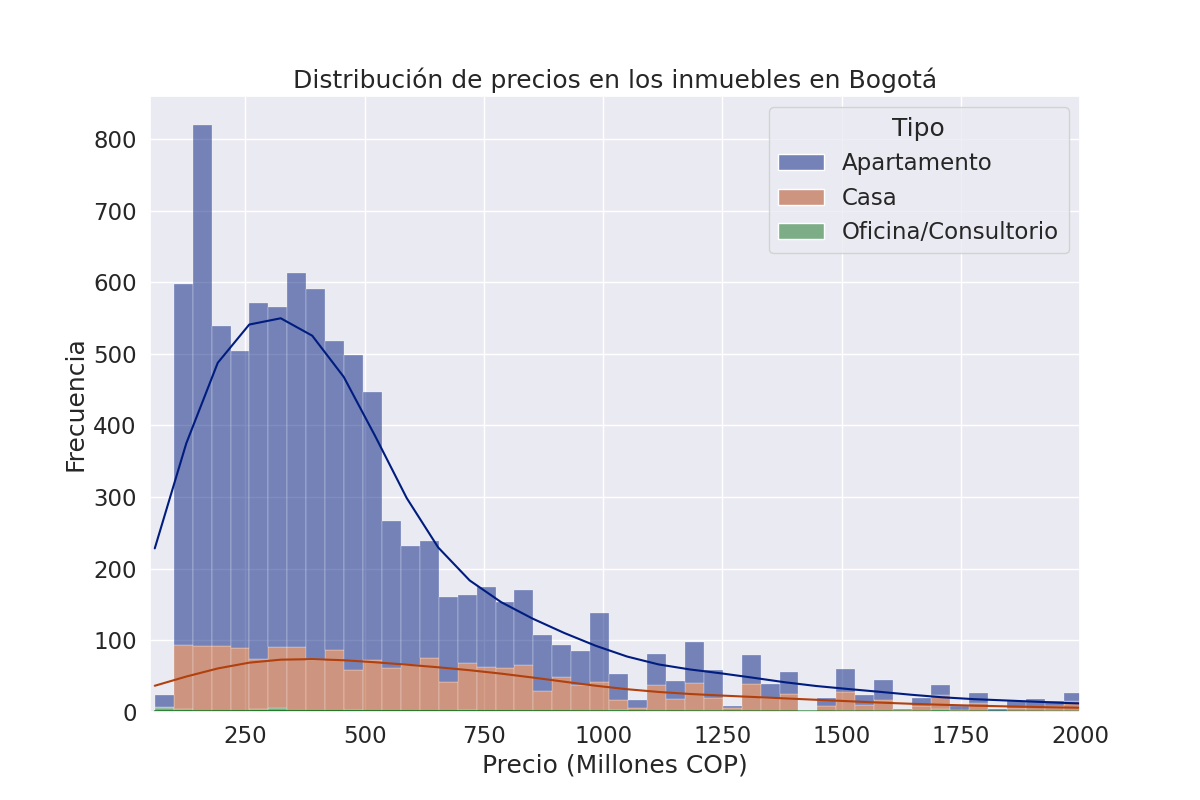 Distribución de precios en los inmuebles en Bogotá
Tipo
Apartamento
Casa
Oficina/Consultorio
Frecuencia
800
700
600
500
400
300
200
100
0
250 500 750 1000 1250 1500 1750 2000
Precio (Millones COP)